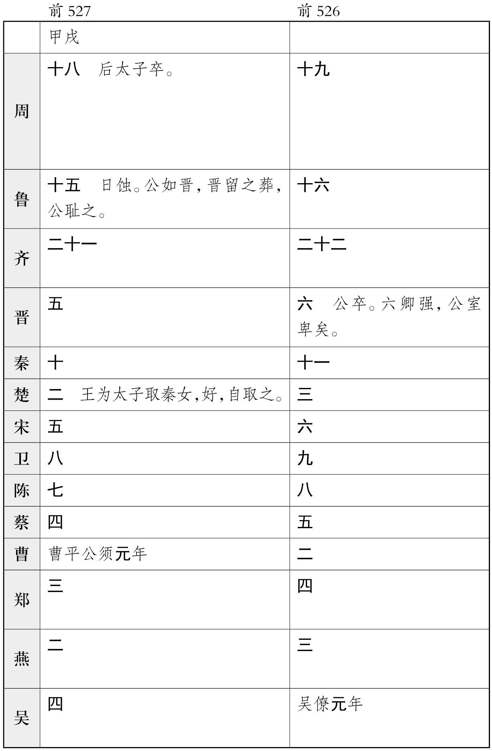 前 527 前 526
甲戌
周 十八 后太子卒。 十九
鲁 十五 日蚀。公如晋，晋留之葬， 十六
公耻之。
齐 二十一 二十二
晋 五 六 公卒。六卿强，公室
卑矣。
秦 十 十一
楚 二 王为太子取秦女，好，自取之。 三
宋 五 六
卫 八 九
陈 七 八
蔡 四 五
曹 曹平公须元年 二
郑 三 四
燕 二 三
吴 四 吴僚元年